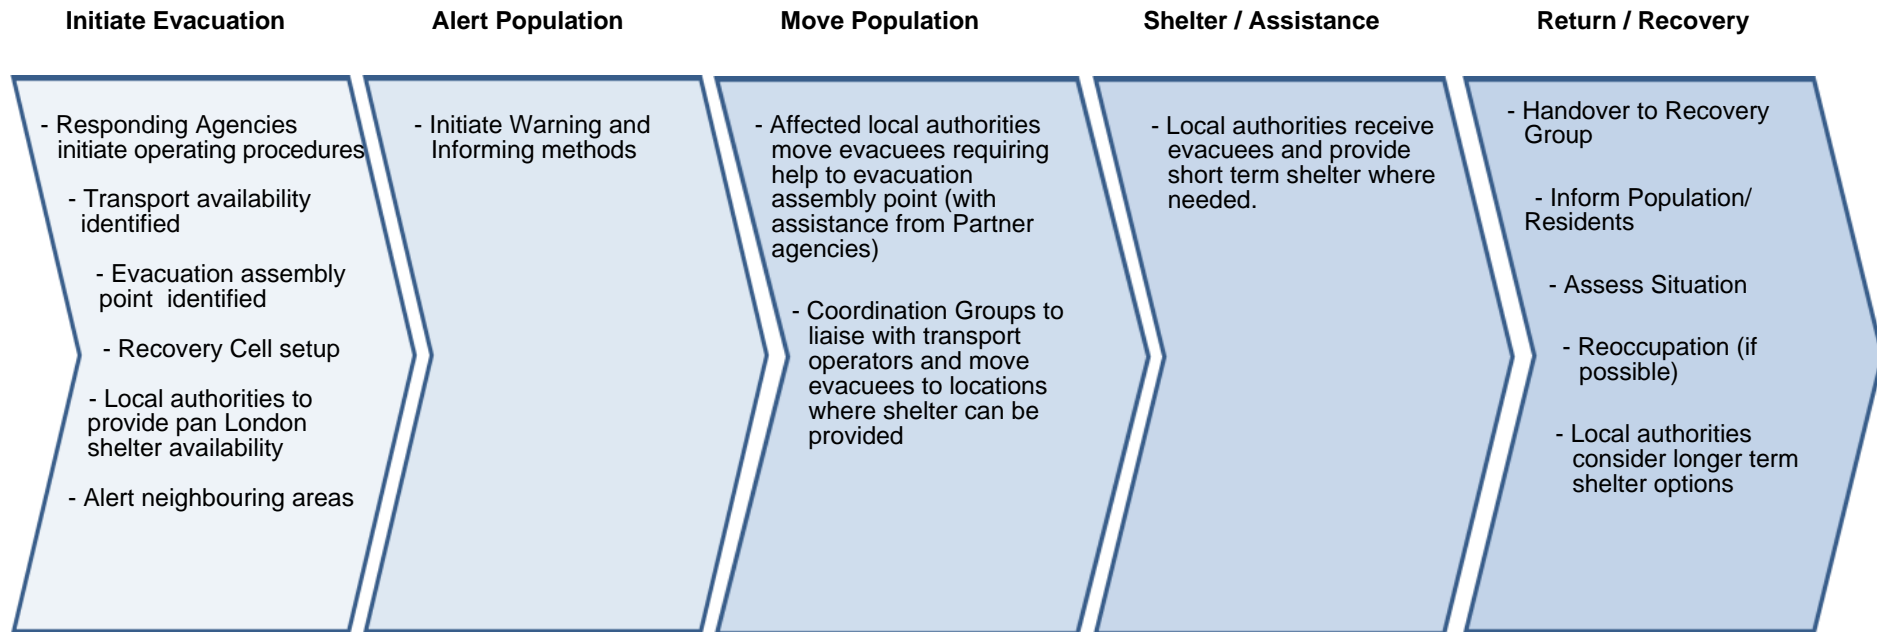 Initiate Evacuation
Alert Population
Move Population
Shelter / Assistance
Return / Recovery
- Responding Agencies
initiate operating procedures
- Transport availability
identified
- Evacuation assembly
point identified
- Recovery Cell setup
- Local authorities to
provide pan London
shelter availability
- Alert neighbouring areas
- Initiate Warning and
Informing methods
- Affected local authorities
move evacuees requiring
help to evacuation
assembly point (with
assistance from Partner
agencies)
- Coordination Groups to
liaise with transport
operators and move
evacuees to locations
where shelter can be
provided
- Local authorities receive
evacuees and provide
short term shelter where
needed.
- Handover to Recovery
Group
- Inform Population/
Residents
- Assess Situation
- Reoccupation (if
possible)
- Local authorities
consider longer term
shelter options